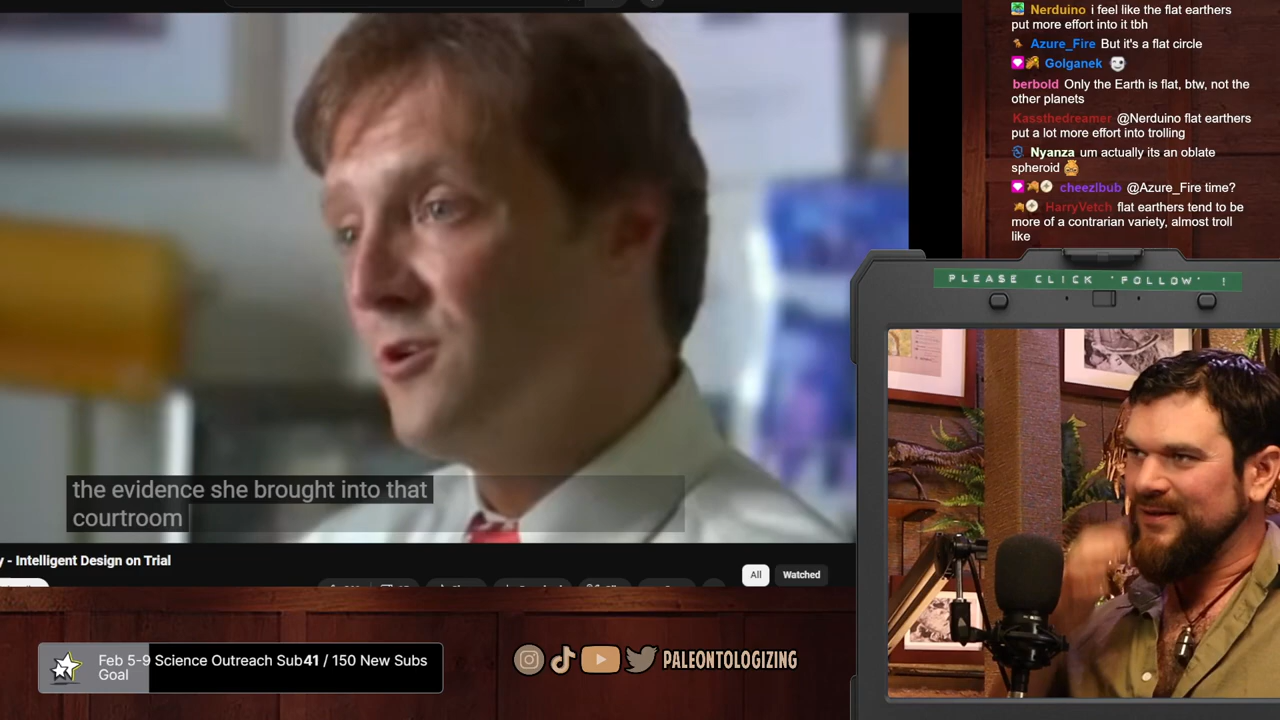 Nerduino i feel like the flat earthers
put more effort into it tbh
Azure_Fire But it's a flat circle
Golganek
berbold Only the Earth is flat, btw, not the
other planets
Kassthedreamer @Nerduino flat earthers
put a lot more effort into trolling
Nyanza um actually its an oblate
spheroid
cheezlbub @Azure_Fire time?
HarryVetch flat earthers tend to be
more of a contrarian variety, almost troll
like
PLEASE CLICK 'FOLLOW' !
the evidence she brought into that
courtroom
- Intelligent Design on Trial
All
Watched
Feb 5-9 Science Outreach Sub 41 / 150 New Subs
Goal
PALEONTOLOGIZING